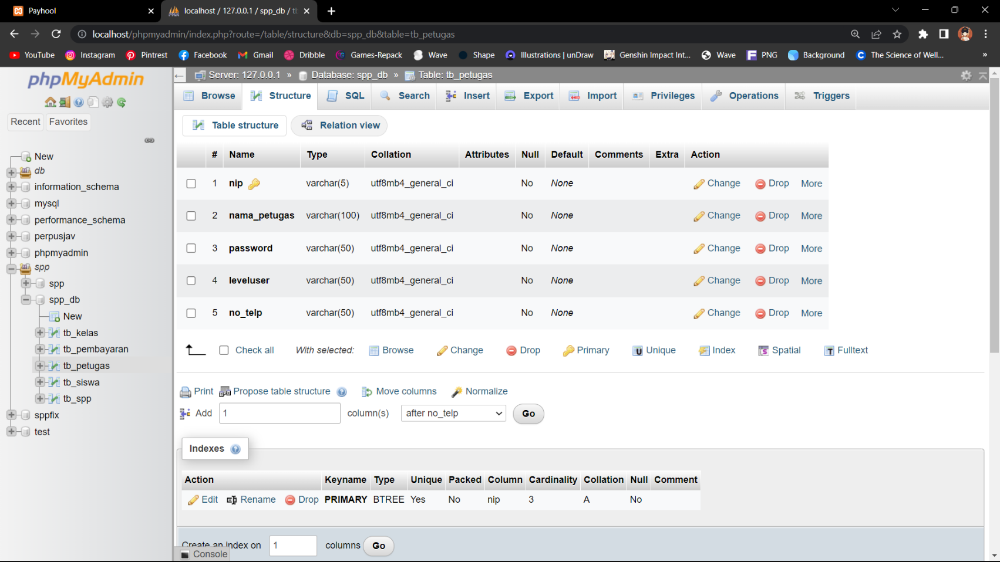 Payhool
localhost / 127.0.0.1 / spp_db / tb
localhost/phpmyadmin/index.php?route=/table/structure&db=spp_db&table=tb_petugas
YouTube Instagram Pintrest Facebook Gmail Dribble Games-Repack Wave Shape Illustrations | unDraw Genshin Impact Int... Wave PNG Background The Science of Well... »
phpMyAdmin
Recent Favorites
New
db
information_schema
mysql
performance_schema
perpusjav
phpmyadmin
spp
spp
spp_db
New
tb_kelas
tb_pembayaran
tb_petugas
tb_siswa
tb_spp
sppfix
test
Server: 127.0.0.1 » Database: spp_db » Table: tb_petugas
Browse Structure SQL Search Insert Export Import Privileges Operations Triggers
Table structure Relation view
# Name Type Collation Attributes Null Default Comments Extra Action
1 nip varchar(5) utf8mb4_general_ci No None Change Drop More
2 nama_petugas varchar(100) utf8mb4_general_ci No None Change Drop More
3 password varchar(50) utf8mb4_general_ci No None Change Drop More
4 leveluser varchar(50) utf8mb4_general_ci No None Change Drop More
5 no_telp varchar(50) utf8mb4_general_ci No None Change Drop More
Check all With selected: Browse Change Drop Primary Unique Index Spatial Fulltext
Print Propose table structure Move columns Normalize
Add 1 column(s) after no_telp Go
Indexes
Action Keyname Type Unique Packed Column Cardinality Collation Null Comment
Edit Rename Drop PRIMARY BTREE Yes No nip 3 A No
Create an index on 1 columns Go
Console